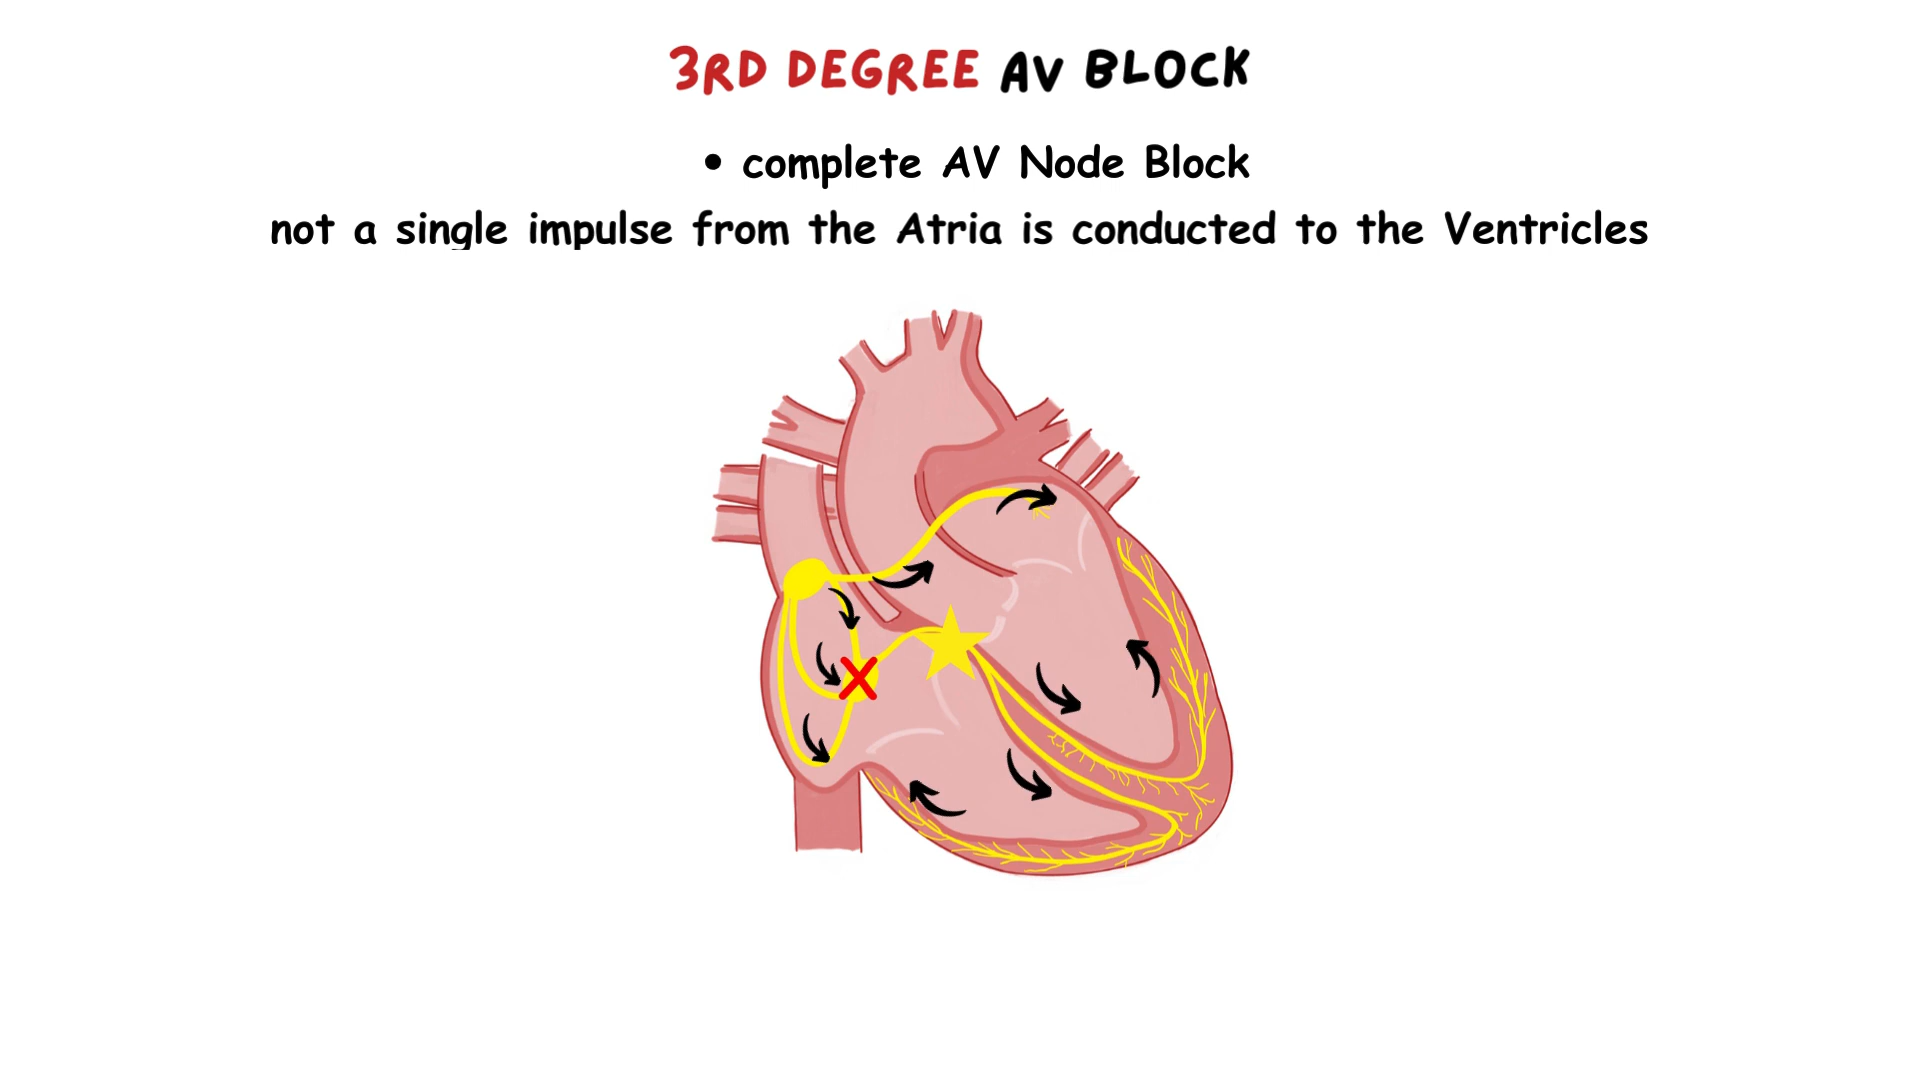 3RD DEGREE AV BLOCK
• complete AV Node Block
not a single impulse from the Atria is conducted to the Ventricles